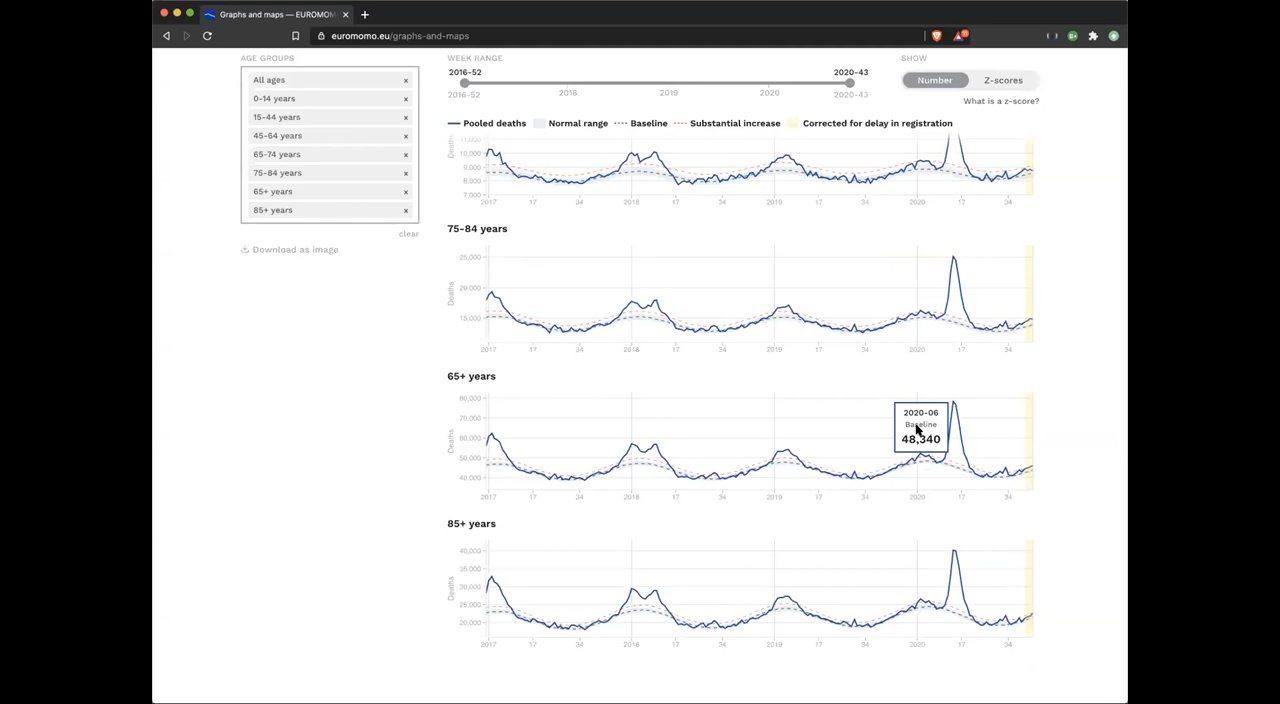 Graphs and maps — EUROMOM
euromomo.eu/graphs-and-maps
AGE GROUPS
All ages ×
0-14 years ×
15-44 years ×
45-64 years ×
65-74 years ×
75-84 years ×
65+ years ×
85+ years ×
clear
Download as image
WEEK RANGE
2016-52 2020-43
2016-52 2018 2019 2020 2020-43
SHOW
Number Z-scores
What is a z-score?
Pooled deaths Normal range Baseline Substantial increase Corrected for delay in registration
Deaths
11,000
10,000
9,000
8,000
7,000
2017 17 34 2018 17 34 2019 17 34 2020 17 34
75-84 years
Deaths
25,000
20,000
15,000
2017 17 34 2018 17 34 2019 17 34 2020 17 34
65+ years
Deaths
80,000
70,000
60,000
50,000
40,000
2020-06
Baseline
48,340
2017 17 34 2018 17 34 2019 17 34 2020 17 34
85+ years
Deaths
40,000
35,000
30,000
25,000
20,000
2017 17 34 2018 17 34 2019 17 34 2020 17 34